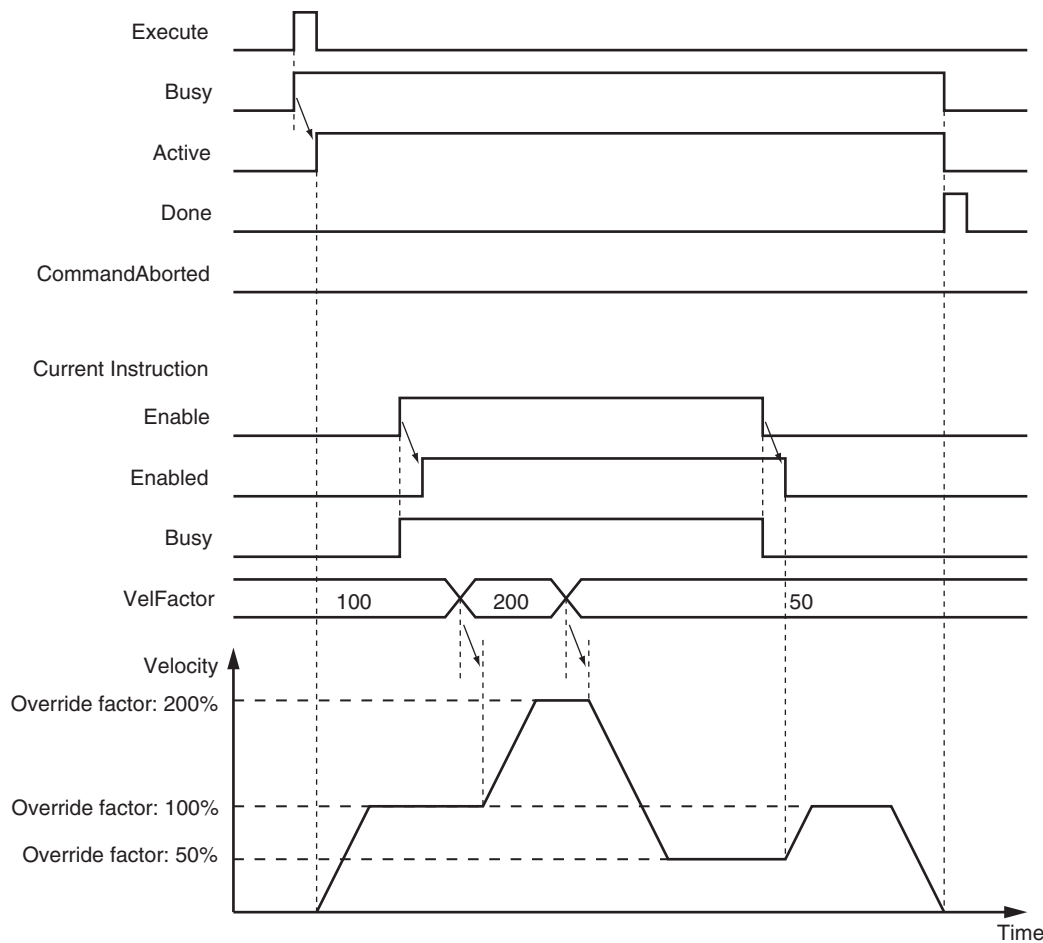 Execute
Busy
Active
Done
CommandAborted
Current Instruction
Enable
Enabled
Busy
VelFactor
100
200
50
Velocity
Override factor: 200%
Override factor: 100%
Override factor: 50%
Time